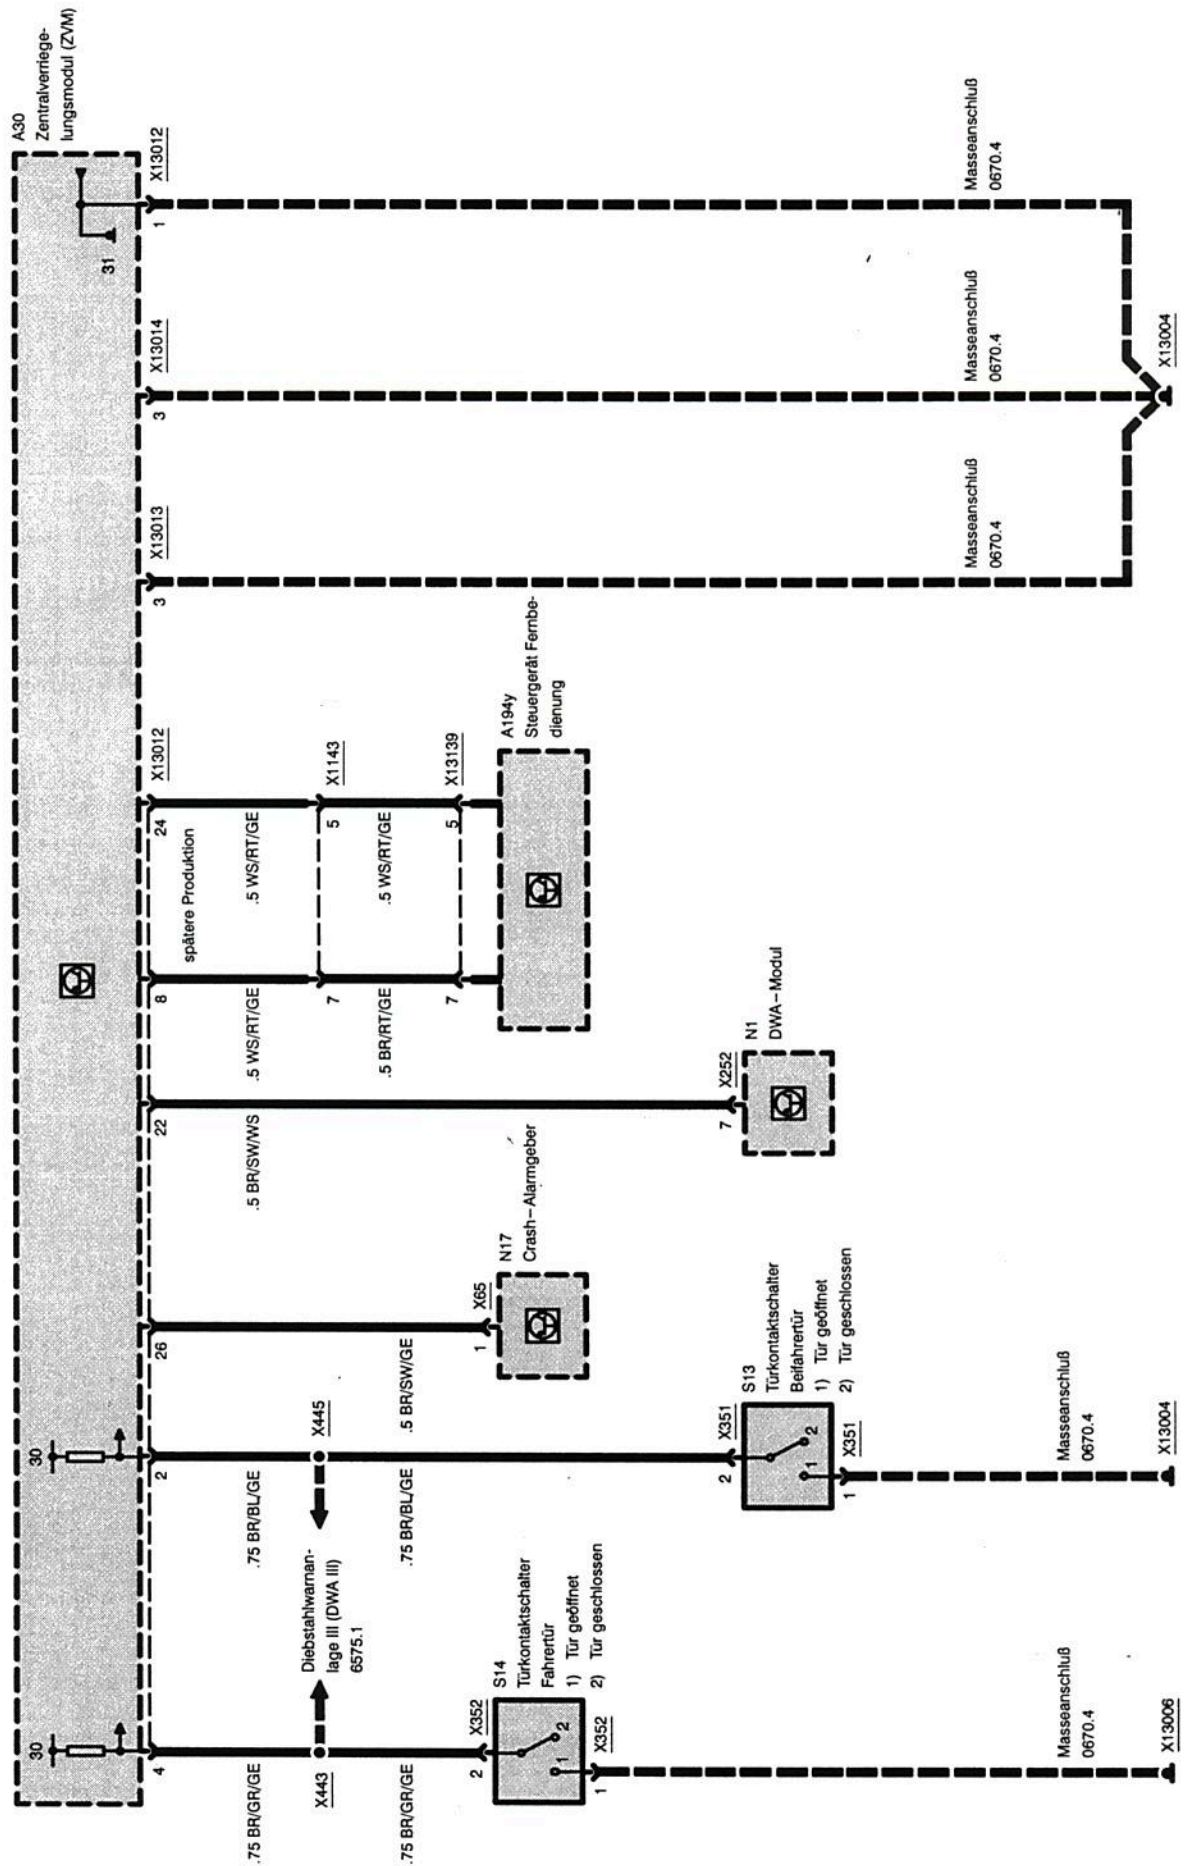 A30
Zentralverriege-
lungsmodul (ZVM)
30
30
31
4
2
26
22
8
24
X13012
3
X13013
3
X13014
1
X13012
spätere Produktion
.75 BR/GR/GE
.75 BR/BL/GE
.5 BR/SW/WS
.5 WS/RT/GE
.5 WS/RT/GE
X443
Diebstahlwarnan-
lage III (DWA III)
6575.1
X445
7
5
X1143
.75 BR/GR/GE
.75 BR/BL/GE
.5 BR/SW/GE
.5 BR/RT/GE
.5 WS/RT/GE
7
5
X13139
2
X352
1
X65
S14
Türkontaktschalter
Fahrertür
1) Tür geöffnet
2) Tür geschlossen
1
2
1
X352
N17
Crash–Alarmgeber
A194y
Steuergerät Fernbe-
dienung
2
X351
7
X252
S13
Türkontaktschalter
Beifahrertür
1) Tür geöffnet
2) Tür geschlossen
1
2
1
X351
N1
DWA–Modul
Masseanschluß
0670.4
Masseanschluß
0670.4
Masseanschluß
0670.4
Masseanschluß
0670.4
Masseanschluß
0670.4
X13006
X13004
X13004